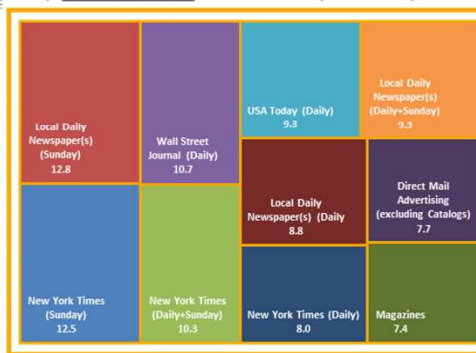 Local Daily
Newspaper(s)
(Sunday)
12.8
Wall Street
Journal (Daily)
10.7
USA Today (Daily)
9.3
Local Daily
Newspaper(s)
(Daily+Sunday)
9.3
Local Daily
Newspaper(s) (Daily
8.8
Direct Mail
Advertising
(excluding Catalogs)
7.7
New York Times
(Sunday)
12.5
New York Times
(Daily+Sunday)
10.3
New York Times (Daily)
8.0
Magazines
7.4